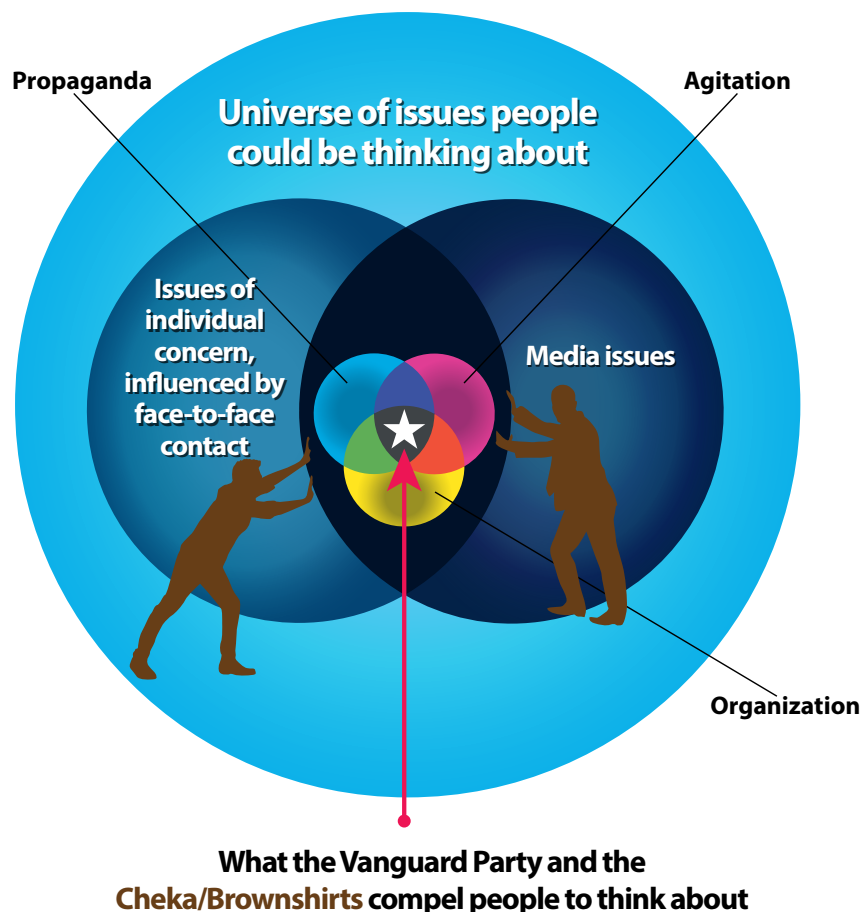 Propaganda
Agitation
Universe of issues people
could be thinking about
Issues of
individual
concern,
influenced by
face-to-face
contact
Media issues
Organization
What the Vanguard Party and the
Cheka/Brownshirts compel people to think about